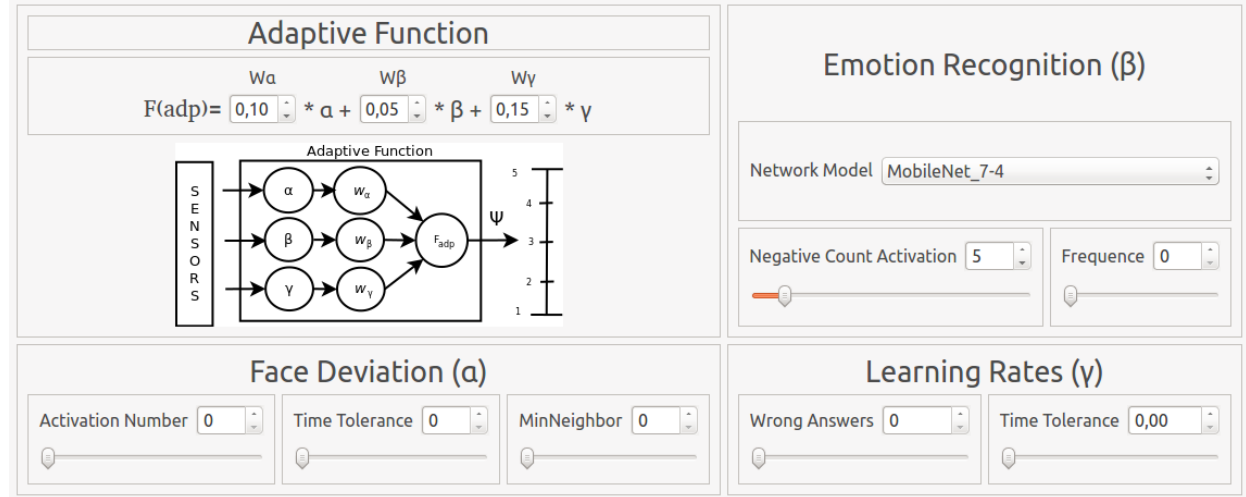 Adaptive Function
Wα Wβ Wγ
F(adp)= 0,10 * α + 0,05 * β + 0,15 * γ
Adaptive Function
SENSORS
α wα
β wβ
γ wγ
Fadp
Ψ
5
4
3
2
1
Emotion Recognition (β)
Network Model MobileNet_7-4
Negative Count Activation 5
Frequence 0
Face Deviation (α)
Activation Number 0
Time Tolerance 0
MinNeighbor 0
Learning Rates (γ)
Wrong Answers 0
Time Tolerance 0,00